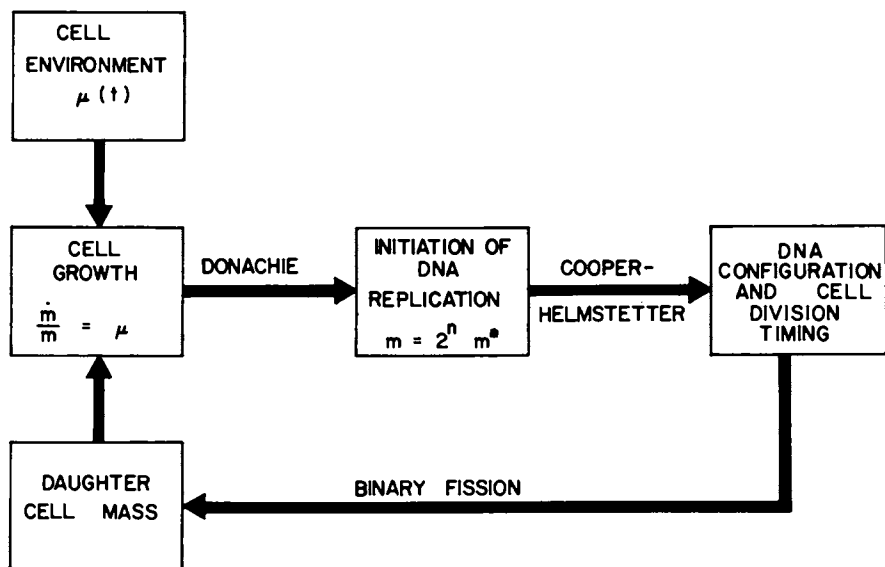 CELL
ENVIRONMENT
μ (t)
CELL
GROWTH
ṁ/m = μ
DONACHIE
INITIATION OF
DNA
REPLICATION
m = 2ⁿ m*
COOPER-
HELMSTETTER
DNA
CONFIGURATION
AND CELL
DIVISION
TIMING
BINARY FISSION
DAUGHTER
CELL MASS